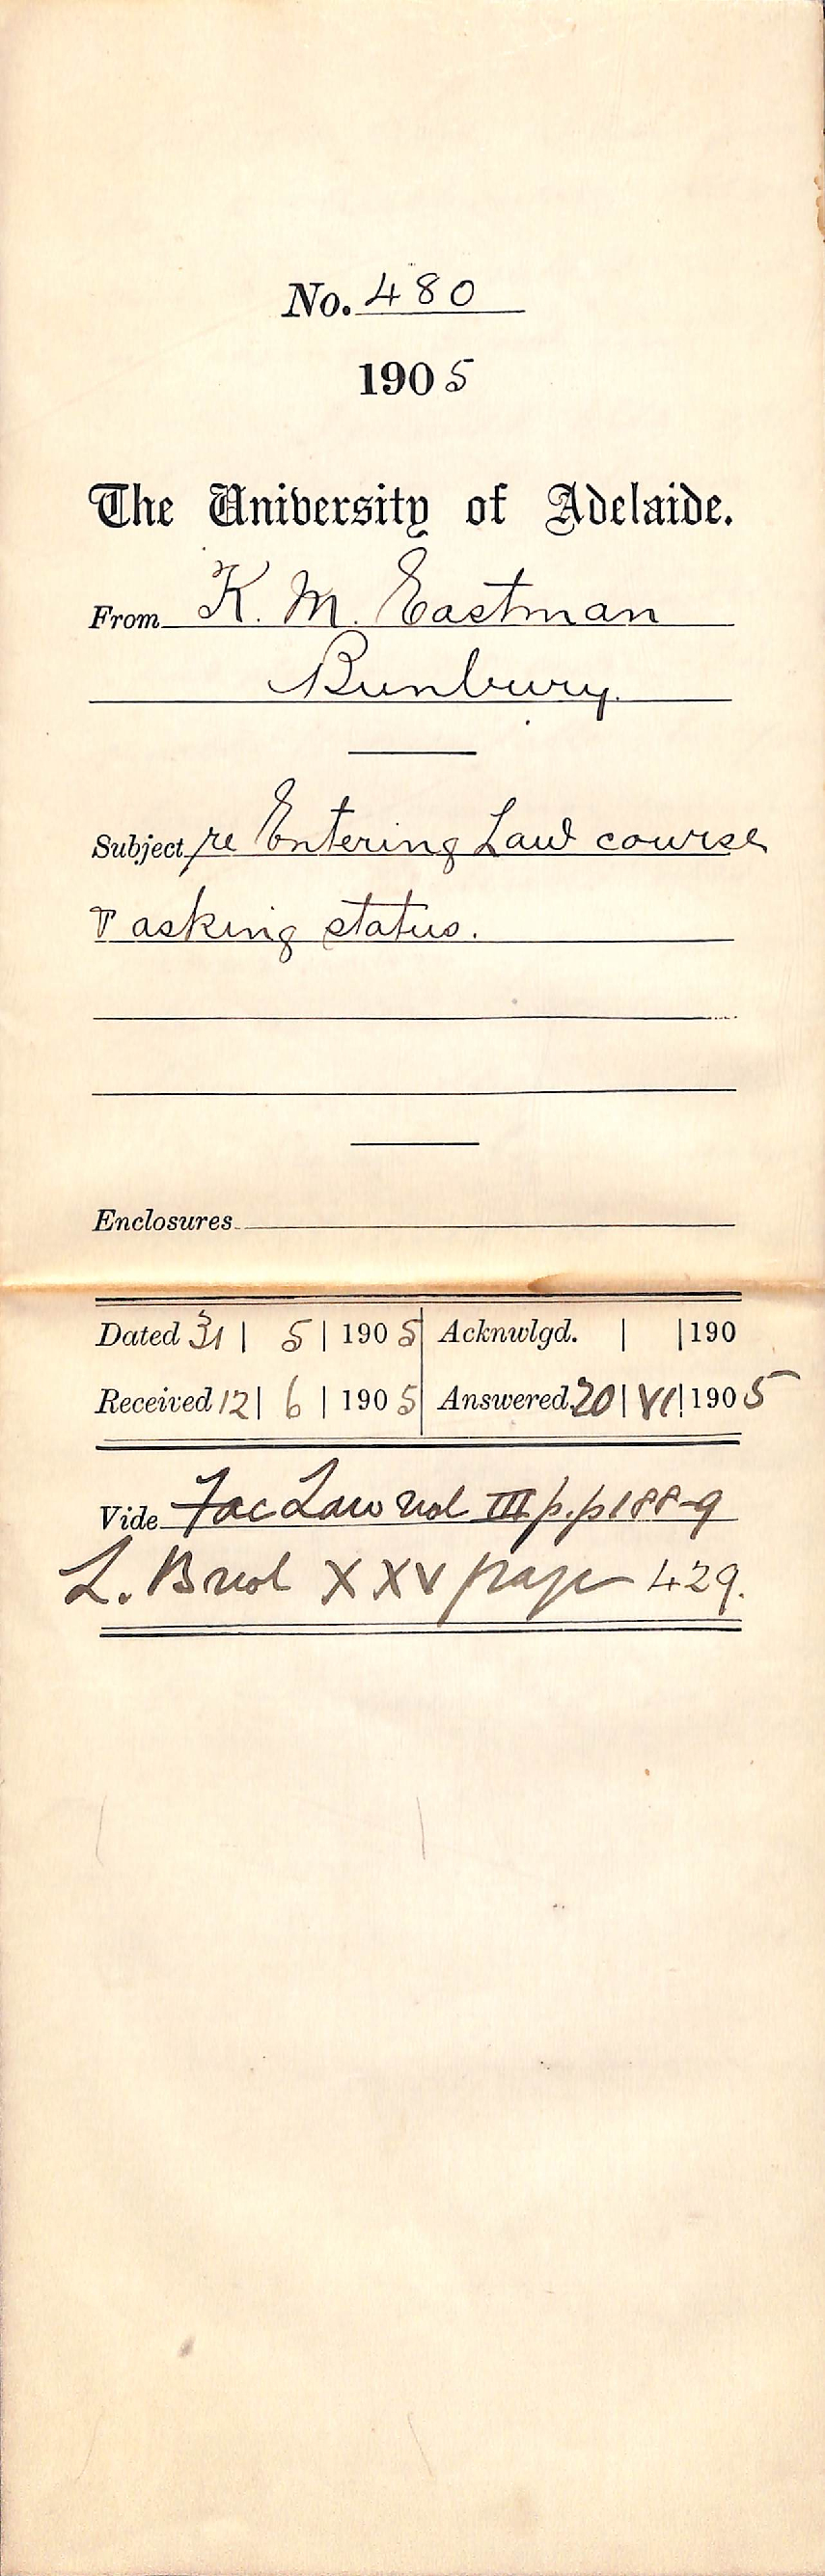 No. 480
1905
The University of Adelaide.
From K. M. Eastman
Bunbury.
Subject re Entering Law course
& asking status.
Enclosures
Dated 31 | 5 | 1905 Acknwlgd. | | 190
Received 12 | 6 | 1905 Answered 20 | VI | 1905
Vide Fac Law vol III p.p 188-9
L. B vol XXV page 429.